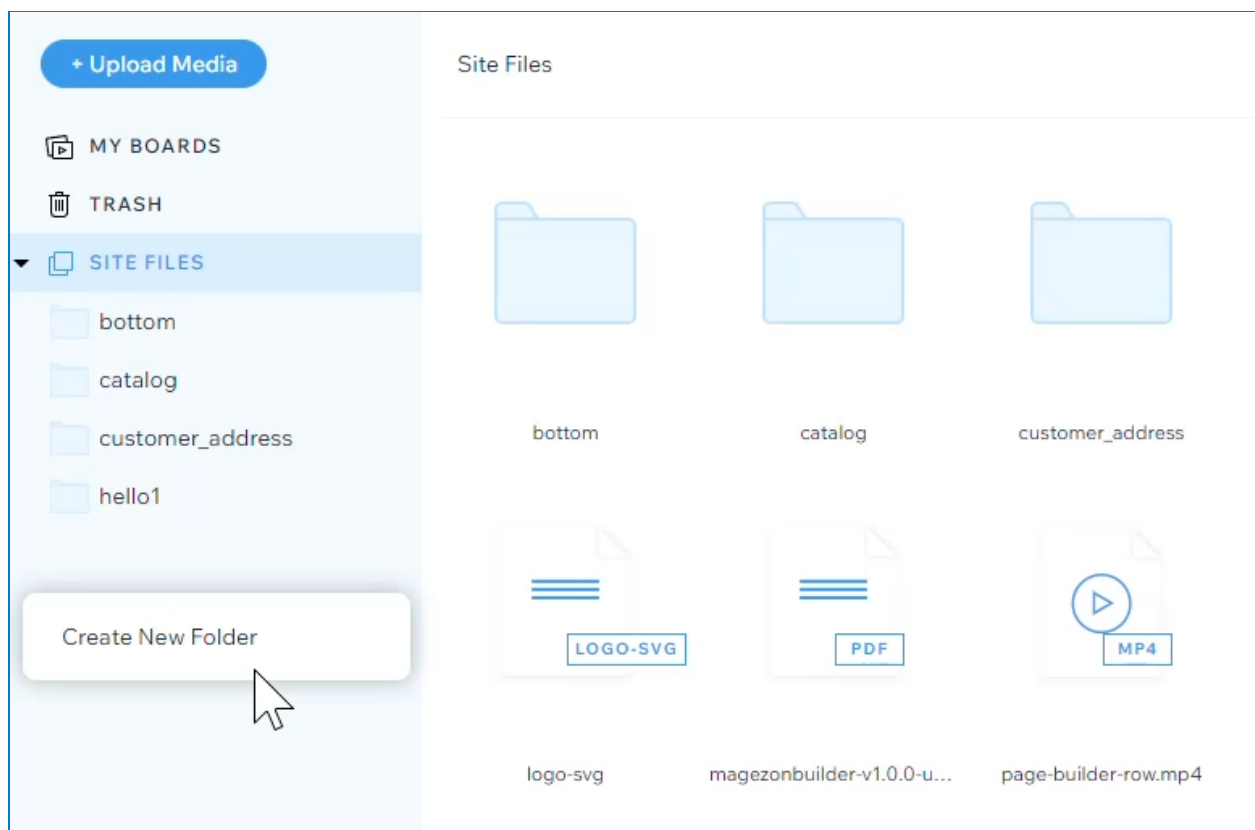 + Upload Media
MY BOARDS
TRASH
SITE FILES
bottom
catalog
customer_address
hello1
Create New Folder
Site Files
bottom
catalog
customer_address
LOGO-SVG
PDF
MP4
logo-svg
magezonbuilder-v1.0.0-u...
page-builder-row.mp4